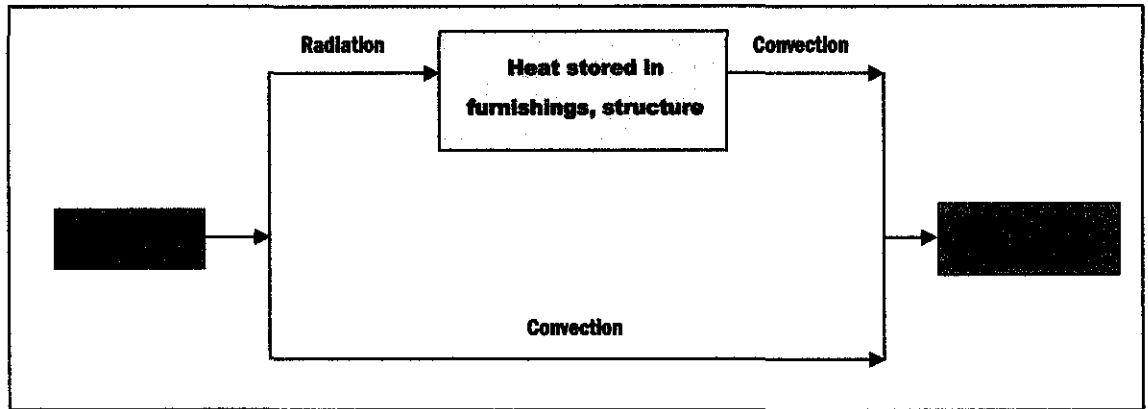 Radiation
Convection
Heat stored in
furnishings, structure
Convection